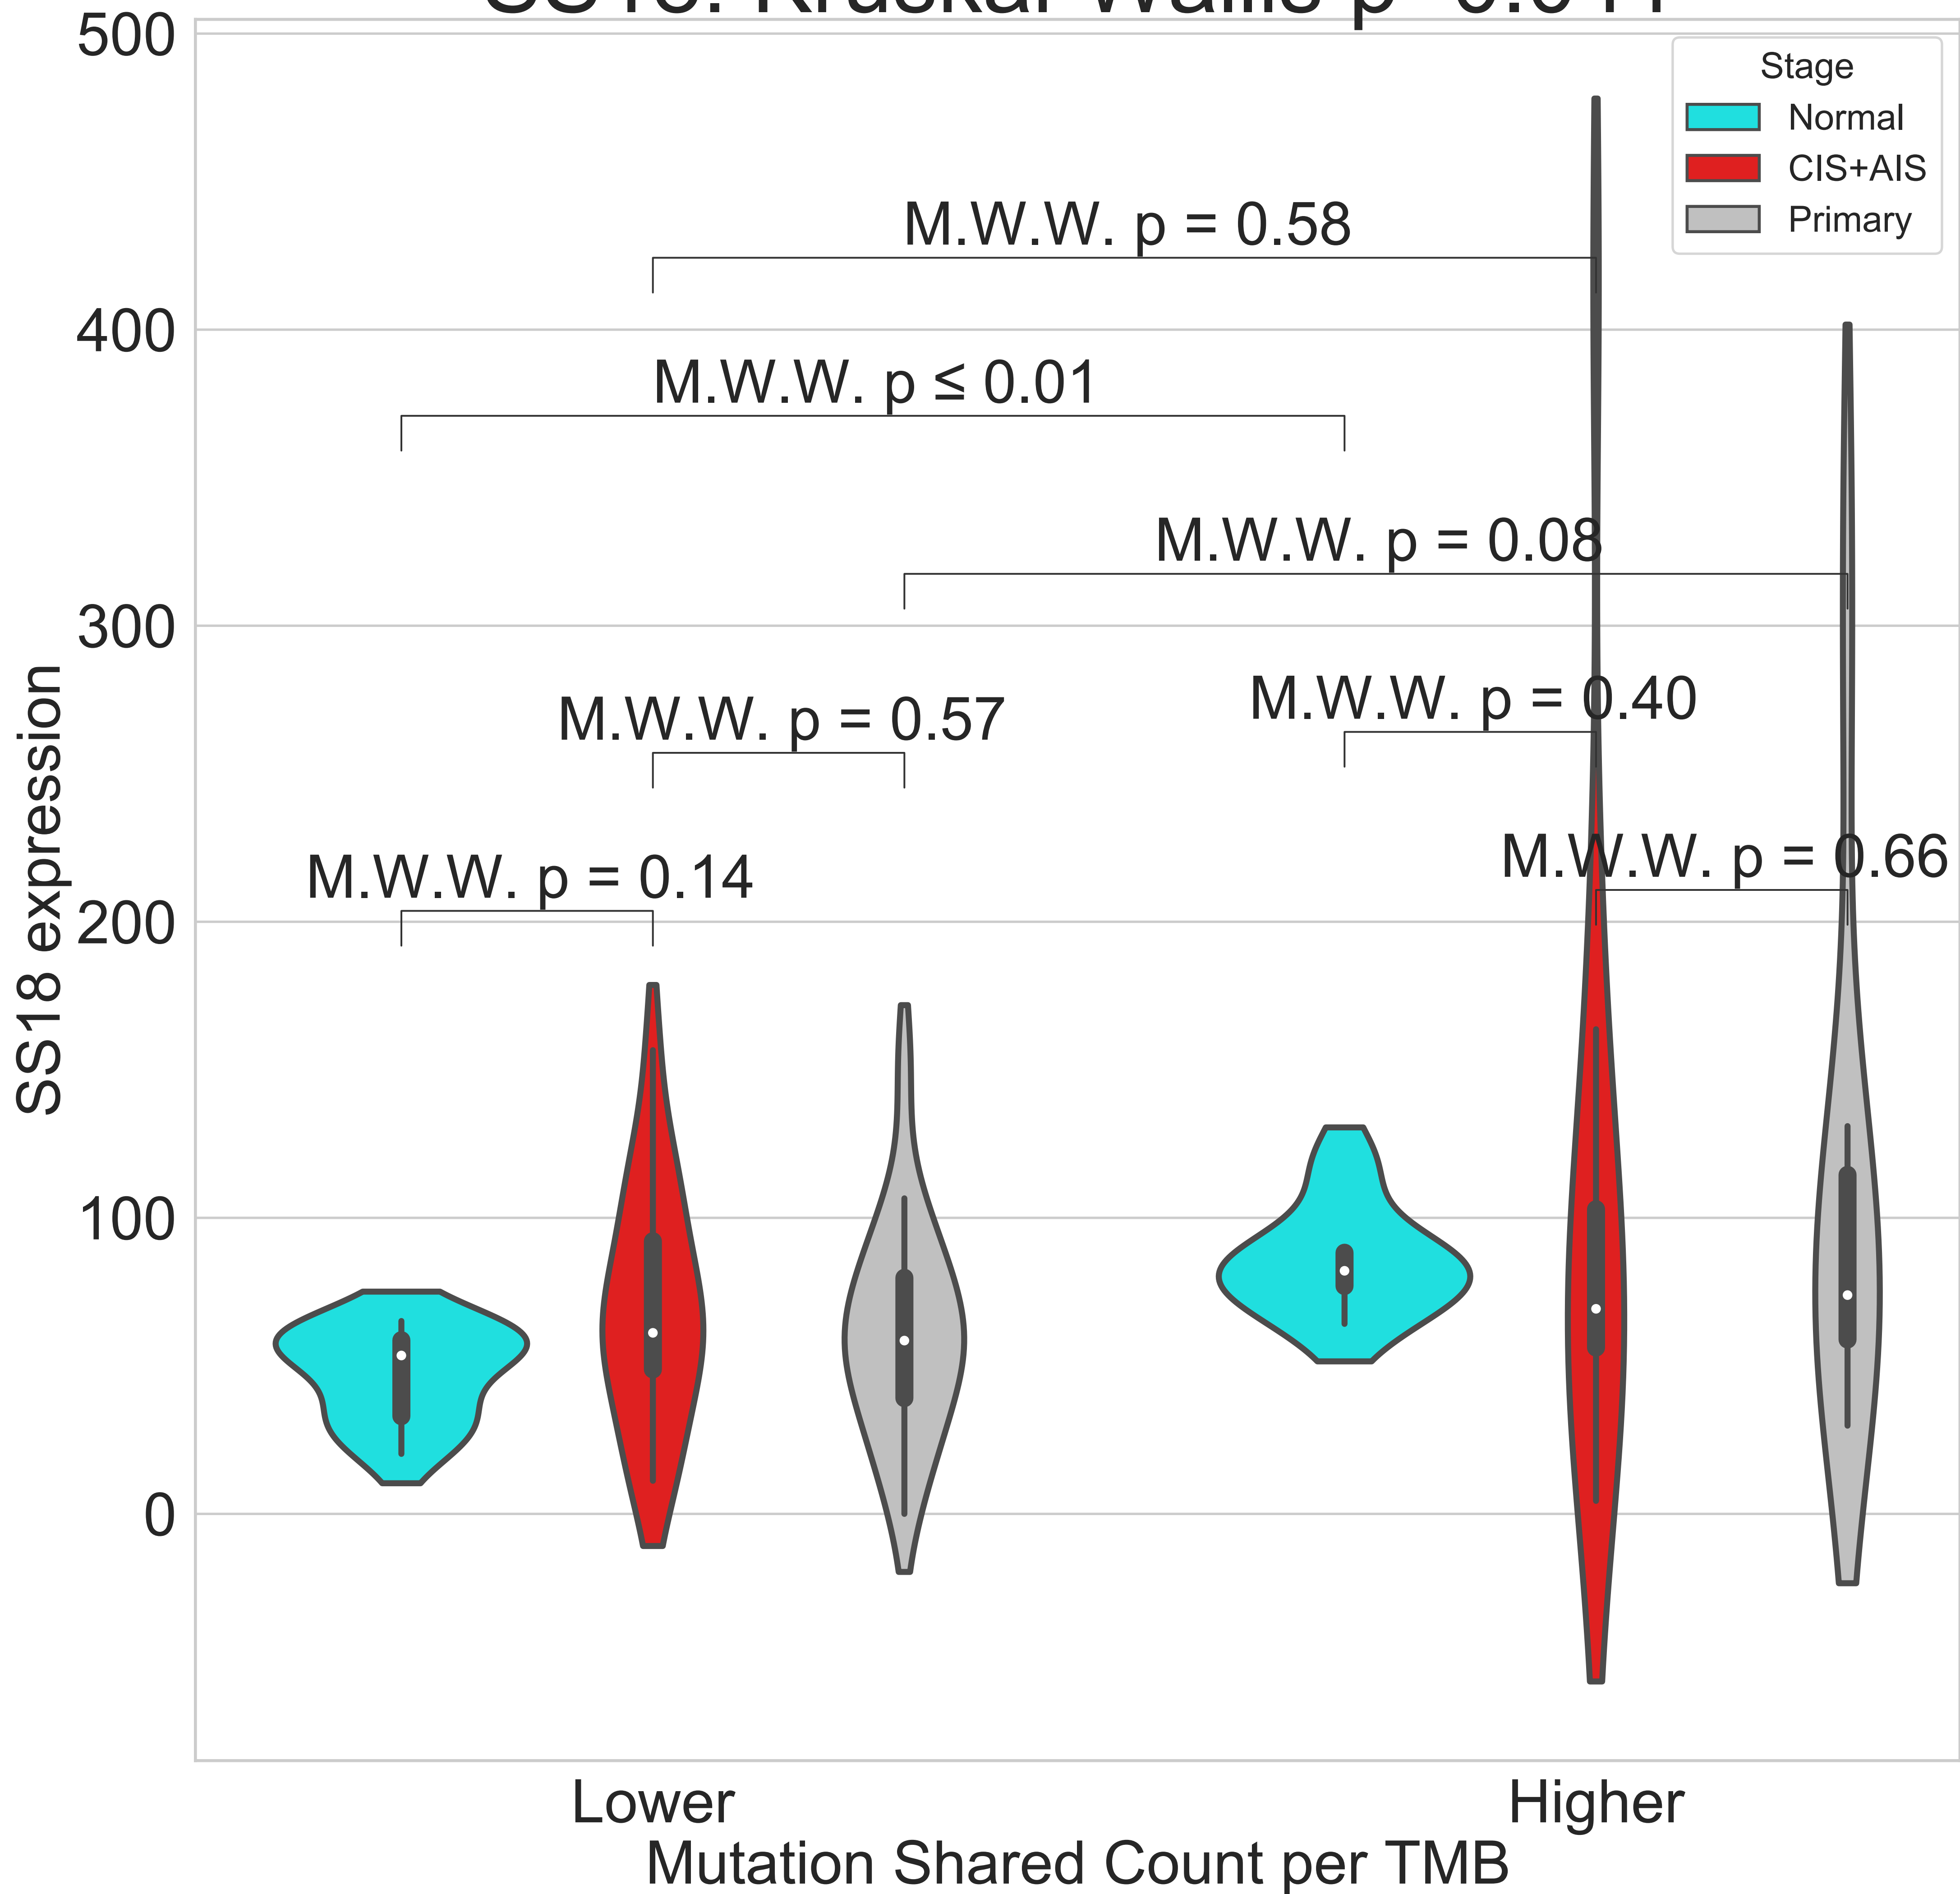 500
Stage
Normal
CIS+AIS
Primary
M.W.W. p = 0.58
400
M.W.W. p ≤ 0.01
M.W.W. p = 0.08
300
M.W.W. p = 0.57
M.W.W. p = 0.40
M.W.W. p = 0.14
M.W.W. p = 0.66
200
100
0
SS18 expression
Lower
Higher
Mutation Shared Count per TMB